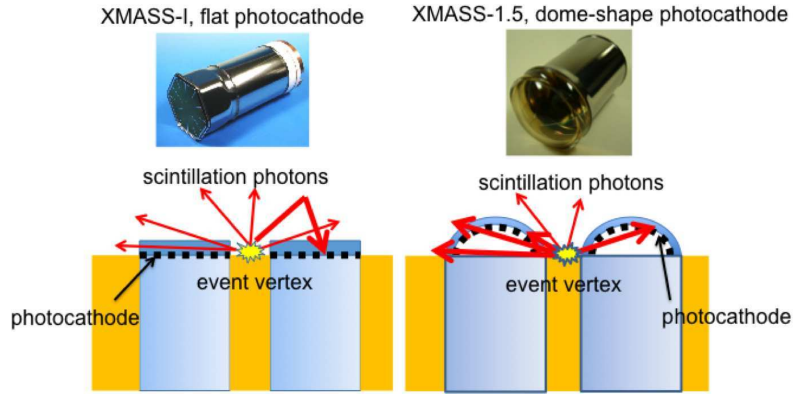 XMASS-I, flat photocathode
XMASS-1.5, dome-shape photocathode
scintillation photons
scintillation photons
event vertex
event vertex
photocathode
photocathode